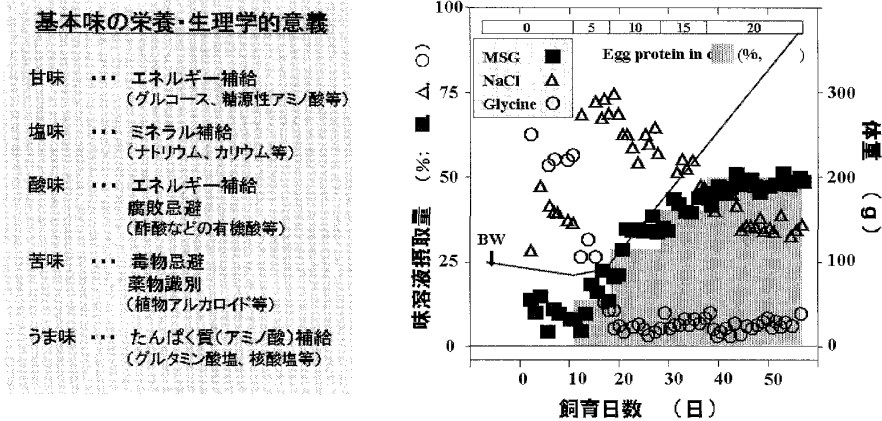 基本味の栄養・生理学的意義
甘味 ••• エネルギー補給
(グルコース、糖源性アミノ酸等)
塩味 ••• ミネラル補給
(ナトリウム、カリウム等)
酸味 ••• エネルギー補給
腐敗忌避
(酢酸などの有機酸等)
苦味 ••• 毒物忌避
薬物識別
(植物アルカロイド等)
うま味 ••• たんぱく質(アミノ酸)補給
(グルタミン酸塩、核酸塩等)
0 5 10 15 20
MSG
NaCl
Glycine
Egg protein in (%, )
BW
味溶液摂取量 (%; ■, △, ○)
100
75
50
25
0
体重 (g)
300
200
100
0
0 10 20 30 40 50
飼育日数 (日)